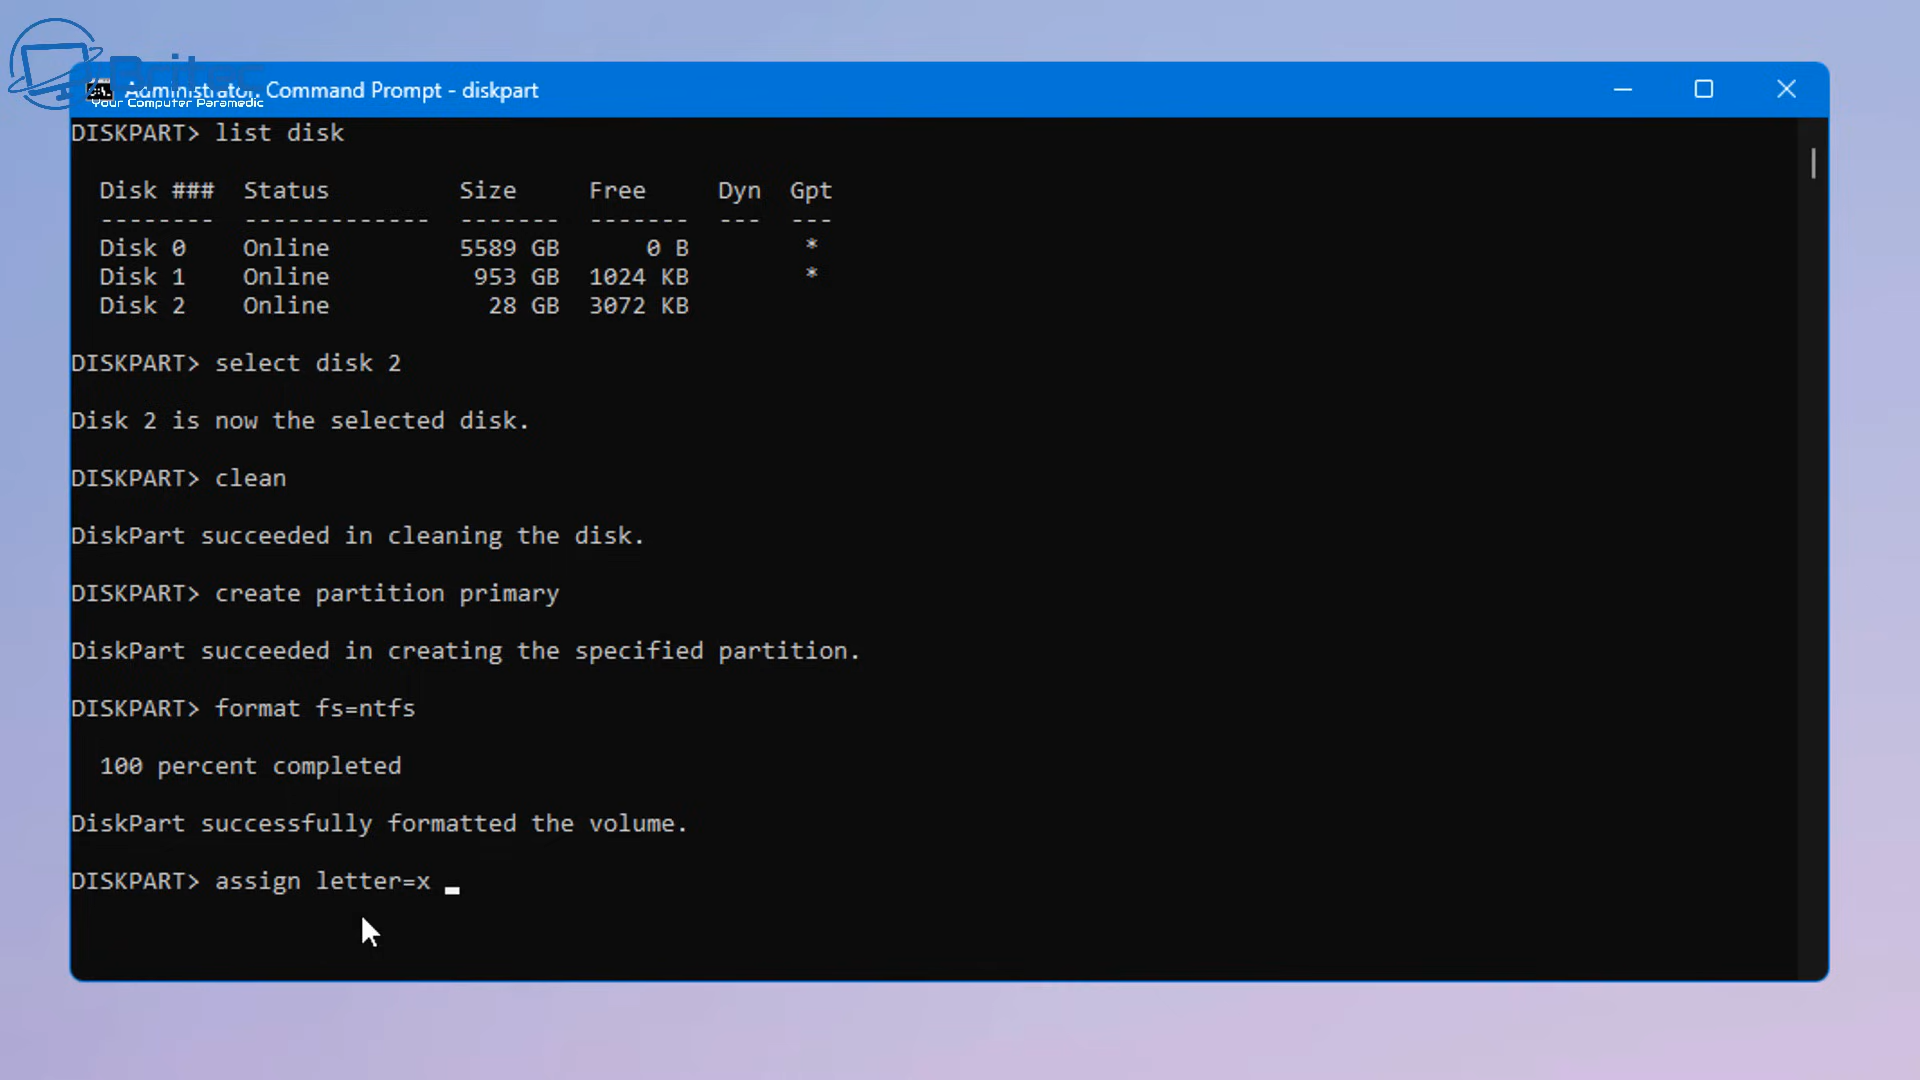 Britec
Your Computer Paramedic
Administrator: Command Prompt - diskpart
DISKPART> list disk
Disk ### Status Size Free Dyn Gpt
-------- ------------- ------- ------- --- ---
Disk 0 Online 5589 GB 0 B *
Disk 1 Online 953 GB 1024 KB *
Disk 2 Online 28 GB 3072 KB
DISKPART> select disk 2
Disk 2 is now the selected disk.
DISKPART> clean
DiskPart succeeded in cleaning the disk.
DISKPART> create partition primary
DiskPart succeeded in creating the specified partition.
DISKPART> format fs=ntfs
100 percent completed
DiskPart successfully formatted the volume.
DISKPART> assign letter=x